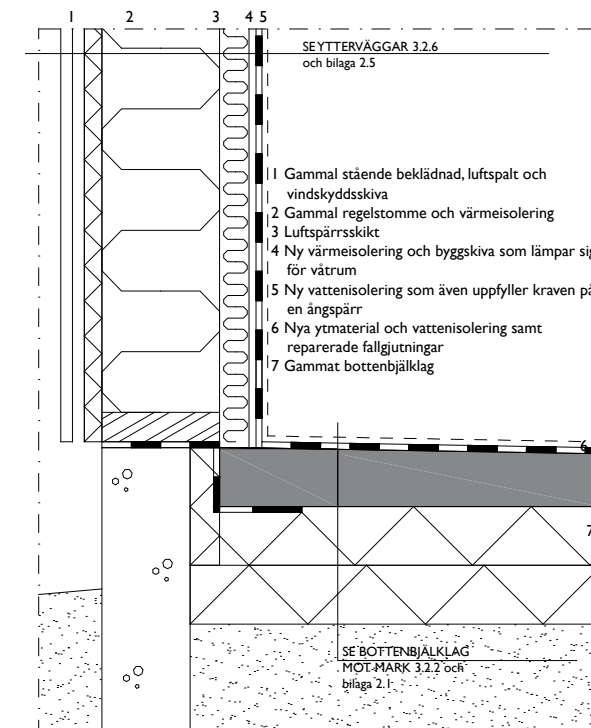 1 2 3 4 5
SE YTTERVÄGGAR 3.2.6
och bilaga 2.5
1 Gammal stående beklädnad, luftspalt och
vindskyddsskiva
2 Gammal regelstomme och värmeisolering
3 Luftspärrsskikt
4 Ny värmeisolering och byggskiva som lämpar sig
för våtrum
5 Ny vattenisolering som även uppfyller kraven på
en ångspärr
6 Nya ytmaterial och vattenisolering samt
reparerade fallgjutningar
7 Gammat bottenbjälklag
6
7
SE BOTTENBJÄLKLAG
MOT MARK 3.2.2 och
bilaga 2.1